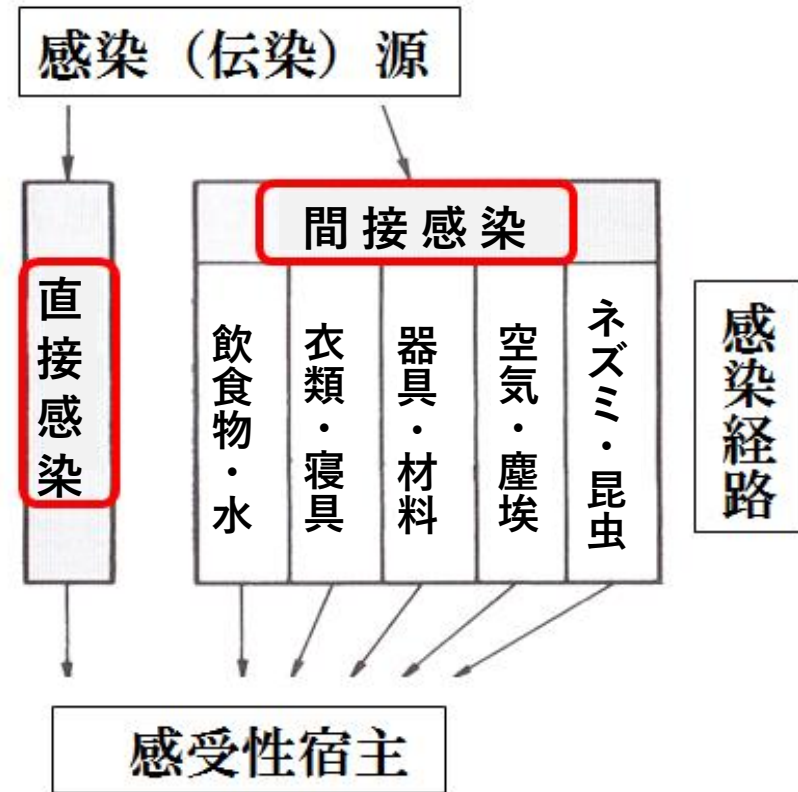 感染（伝染）源
間接感染
直接感染
飲食物・水
衣類・寝具
器具・材料
空気・塵埃
ネズミ・昆虫
感染経路
感受性宿主